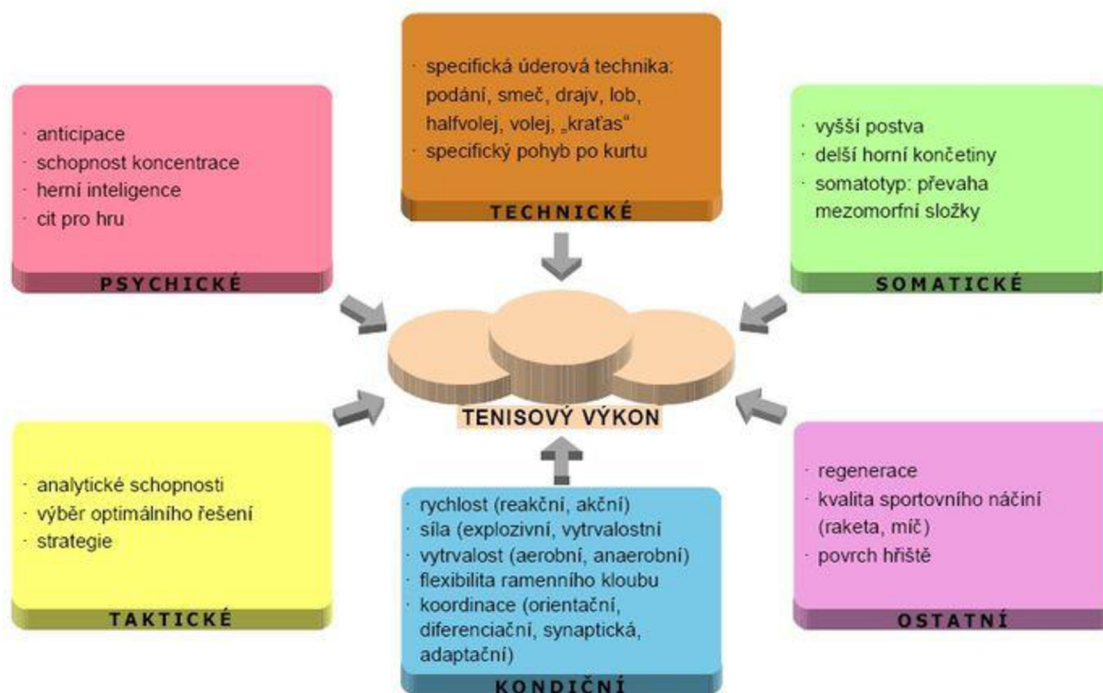 · specifická úderová technika:
podání, smeč, drajv, lob,
halfvolej, volej, „kraťas“
· specifický pohyb po kurtu
TECHNICKÉ
· anticipace
· schopnost koncentrace
· herní inteligence
· cit pro hru
PSYCHICKÉ
· vyšší postva
· delší horní končetiny
· somatotyp: převaha
mezomorfní složky
SOMATICKÉ
TENISOVÝ VÝKON
· analytické schopnosti
· výběr optimálního řešení
· strategie
TAKTICKÉ
· rychlost (reakční, akční)
· síla (explozivní, vytrvalostní
· vytrvalost (aerobní, anaerobní)
· flexibilita ramenního kloubu
· koordinace (orientační,
diferenciační, synaptická,
adaptační)
KONDIČNÍ
· regenerace
· kvalita sportovního náčiní
(raketa, míč)
· povrch hřiště
OSTATNÍ